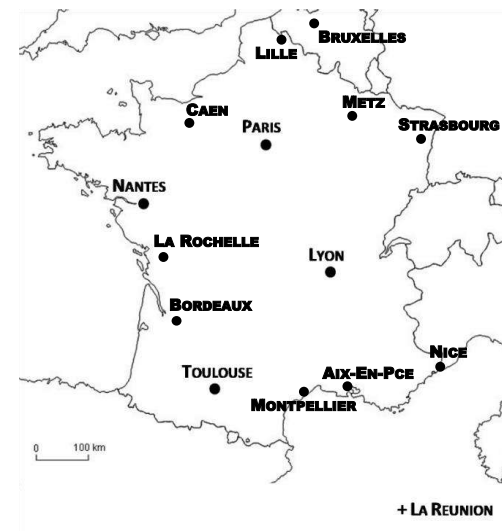 BRUXELLES
LILLE
CAEN
METZ
PARIS
STRASBOURG
NANTES
LA ROCHELLE
LYON
BORDEAUX
NICE
TOULOUSE
AIX-EN-PCE
MONTPELLIER
0 100 km
+ LA REUNION